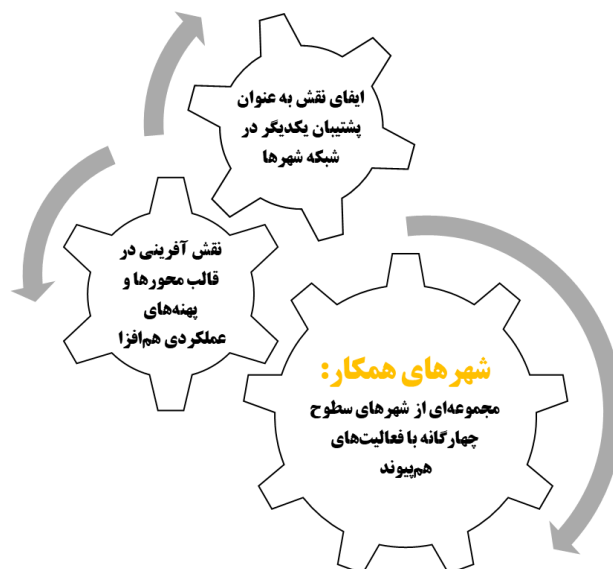 ایفای نقش به عنوان
پشتیبان یکدیگر در
شبکه شهرها
نقش آفرینی در
قالب محورها و
پهنه‌های
عملکردی هم‌افزا
شهرهای همکار:
مجموعه‌ای از شهرهای سطوح
چهارگانه با فعالیت‌های
هم‌پیوند